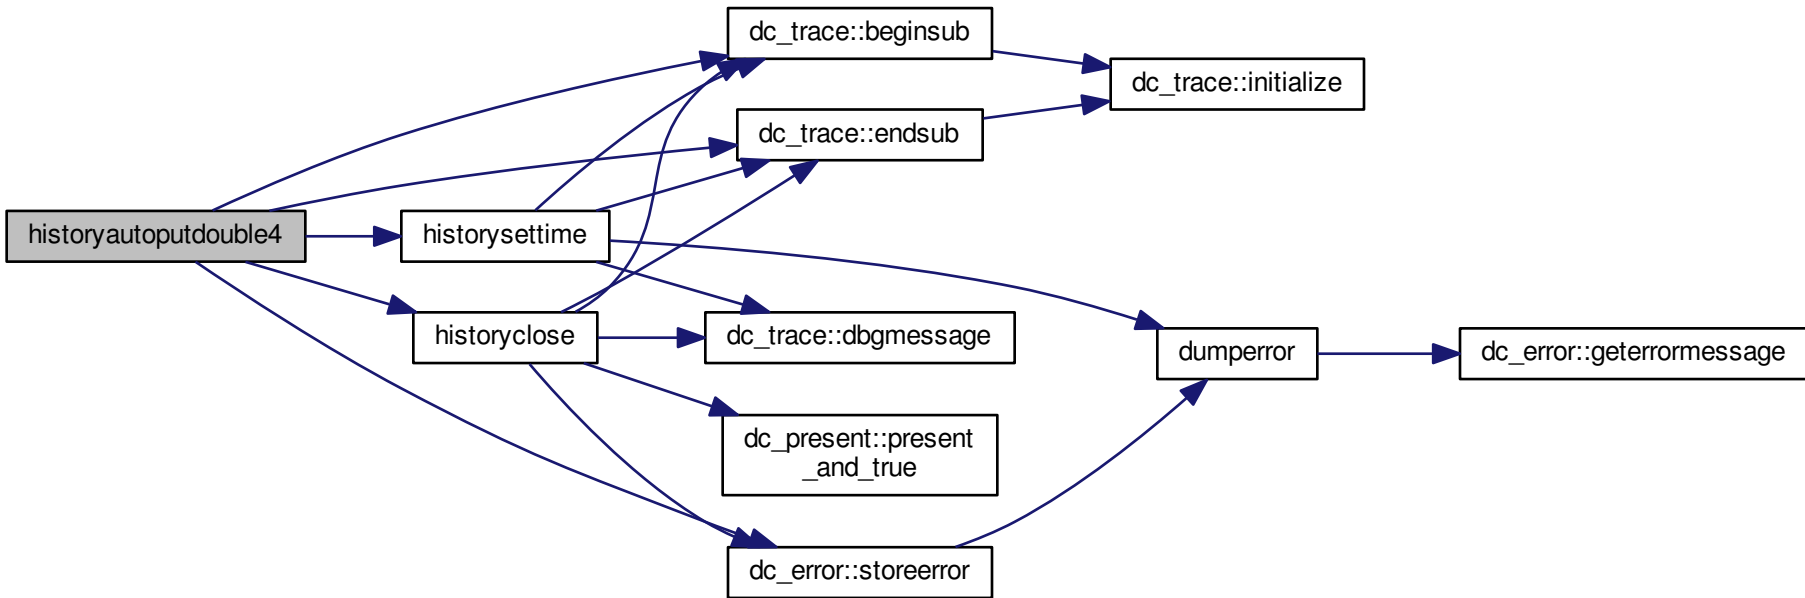 dc_trace::beginsub
dc_trace::initialize
dc_trace::endsub
historyautoputdouble4
historysettime
historyclose
dc_trace::dbgmessage
dumperror
dc_error::geterrormessage
dc_present::present
_and_true
dc_error::storeerror